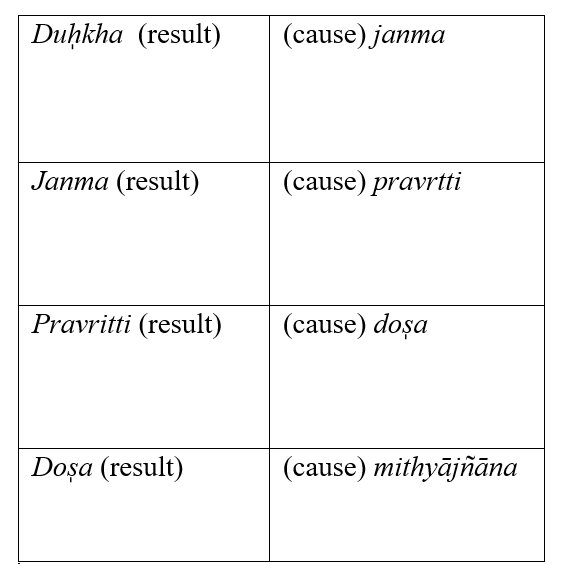 Duḥkha (result) (cause) janma
Janma (result) (cause) pravrtti
Pravritti (result) (cause) doṣa
Doṣa (result) (cause) mithyājñāna